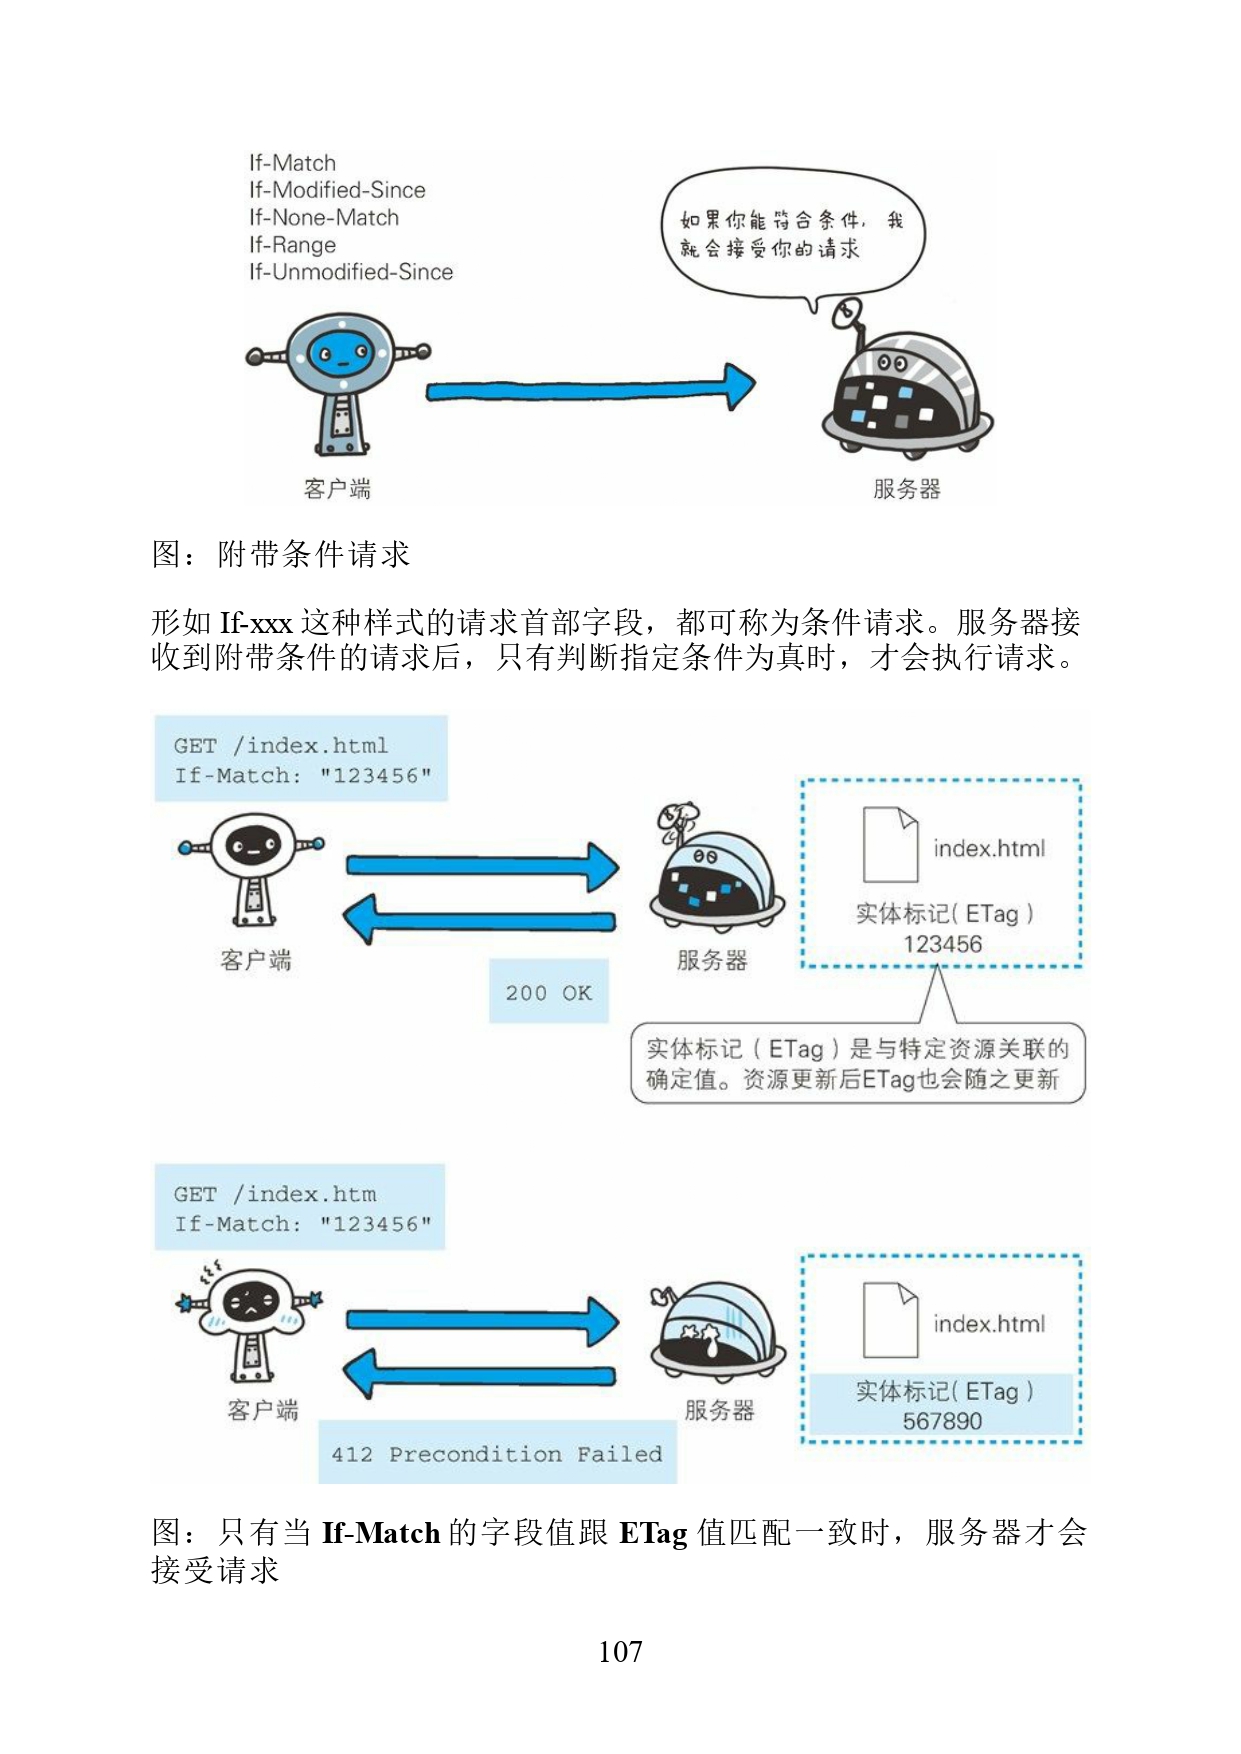 If-Match
If-Modified-Since
If-None-Match
If-Range
If-Unmodified-Since
如果你能符合条件，我
就会接受你的请求
客户端
服务器
图：附带条件请求
形如 If-xxx 这种样式的请求首部字段，都可称为条件请求。服务器接
收到附带条件的请求后，只有判断指定条件为真时，才会执行请求。
GET /index.html
If-Match: "123456"
index.html
实体标记（ETag）
123456
客户端
服务器
200 OK
实体标记（ETag）是与特定资源关联的
确定值。资源更新后ETag也会随之更新
GET /index.htm
If-Match: "123456"
index.html
实体标记（ETag）
567890
客户端
服务器
412 Precondition Failed
图：只有当 If-Match 的字段值跟 ETag 值匹配一致时，服务器才会
接受请求
107